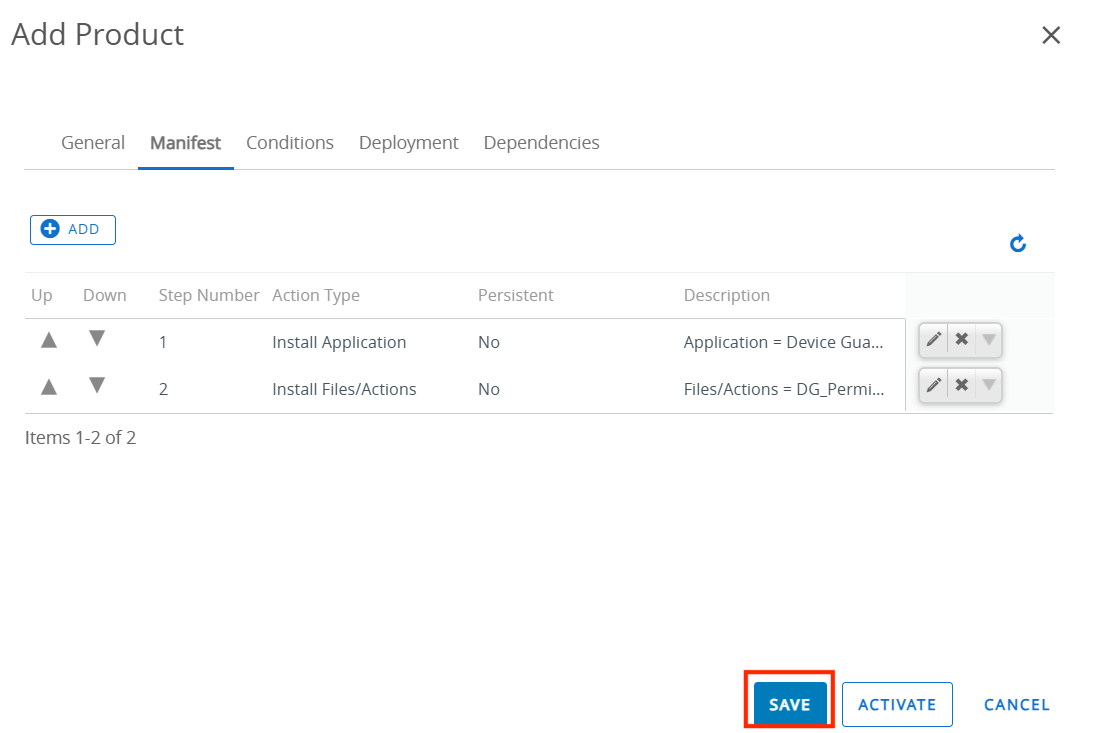 Add Product
General Manifest Conditions Deployment Dependencies
ADD
Up Down Step Number Action Type Persistent Description
1 Install Application No Application = Device Gua...
2 Install Files/Actions No Files/Actions = DG_Permi...
Items 1-2 of 2
SAVE ACTIVATE CANCEL